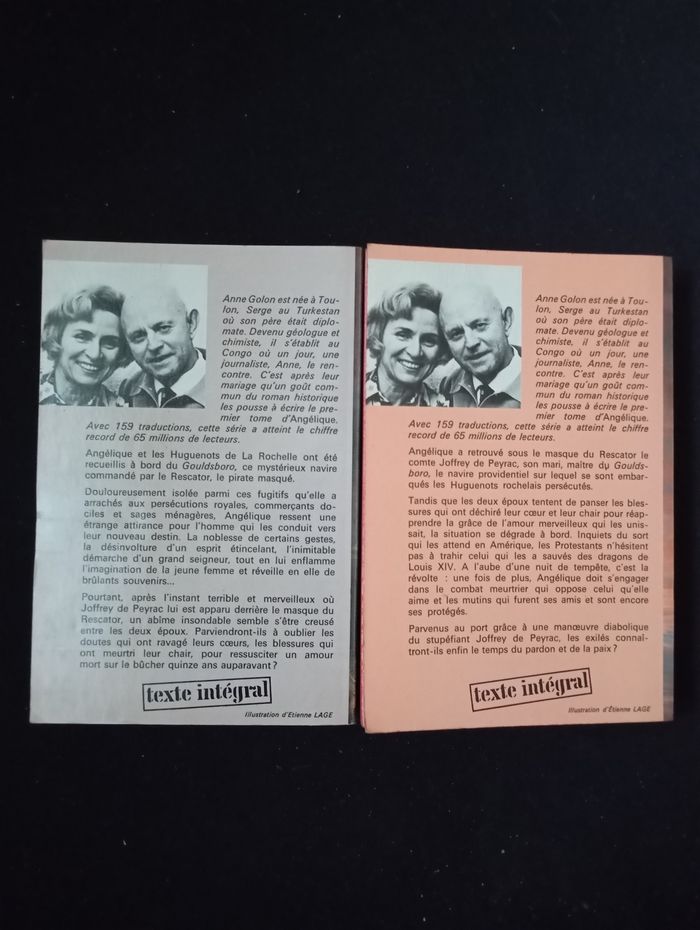 Anne Golon est née à Tou-
lon, Serge au Turkestan
où son père était diplo-
mate. Devenu géologue et
chimiste, il s'établit au
Congo où un jour, une
journaliste, Anne, le ren-
contre. C'est après leur
mariage qu'un goût com-
mun du roman historique
les pousse à écrire le pre-
mier tome d'Angélique.
Avec 159 traductions, cette série a atteint le chiffre
record de 65 millions de lecteurs.
Angélique et les Huguenots de La Rochelle ont été
recueillis à bord du Gouldsboro, ce mystérieux navire
commandé par le Rescator, le pirate masqué.
Douloureusement isolée parmi ces fugitifs qu'elle a
arrachés aux persécutions royales, commerçants do-
ciles et sages ménagères, Angélique ressent une
étrange attirance pour l'homme qui les conduit vers
leur nouveau destin. La noblesse de certains gestes,
la désinvolture d'un esprit étincelant, l'inimitable
démarche d'un grand seigneur, tout en lui enflamme
l'imagination de la jeune femme et réveille en elle de
brûlants souvenirs...
Pourtant, après l'instant terrible et merveilleux où
Joffrey de Peyrac lui est apparu derrière le masque du
Rescator, un abîme insondable semble s'être creusé
entre les deux époux. Parviendront-ils à oublier les
doutes qui ont ravagé leurs cœurs, les blessures qui
ont meurtri leur chair, pour ressusciter un amour
mort sur le bûcher quinze ans auparavant ?
texte intégral
Illustration d'Etienne LAGE
Anne Golon est née à Tou-
lon, Serge au Turkestan
où son père était diplo-
mate. Devenu géologue et
chimiste, il s'établit au
Congo où un jour, une
journaliste, Anne, le ren-
contre. C'est après leur
mariage qu'un goût com-
mun du roman historique
les pousse à écrire le pre-
mier tome d'Angélique.
Avec 159 traductions, cette série a atteint le chiffre
record de 65 millions de lecteurs.
Angélique a retrouvé sous le masque du Rescator le
comte Joffrey de Peyrac, son mari, maître du Goulds-
boro, le navire providentiel sur lequel se sont embar-
qués les Huguenots rochelais persécutés.
Tandis que les deux époux tentent de panser les bles-
sures qui ont déchiré leur cœur et leur chair pour réap-
prendre la grâce de l'amour merveilleux qui les unis-
sait, la situation se dégrade à bord. Inquiets du sort
qui les attend en Amérique, les Protestants n'hésitent
pas à trahir celui qui les a sauvés des dragons de
Louis XIV. A l'aube d'une nuit de tempête, c'est la
révolte : une fois de plus, Angélique doit s'engager
dans le combat meurtrier qui oppose celui qu'elle
aime et les mutins qui furent ses amis et sont encore
ses protégés.
Parvenus au port grâce à une manœuvre diabolique
du stupéfiant Joffrey de Peyrac, les exilés connaî-
tront-ils enfin le temps du pardon et de la paix ?
texte intégral
Illustration d'Étienne LAGE